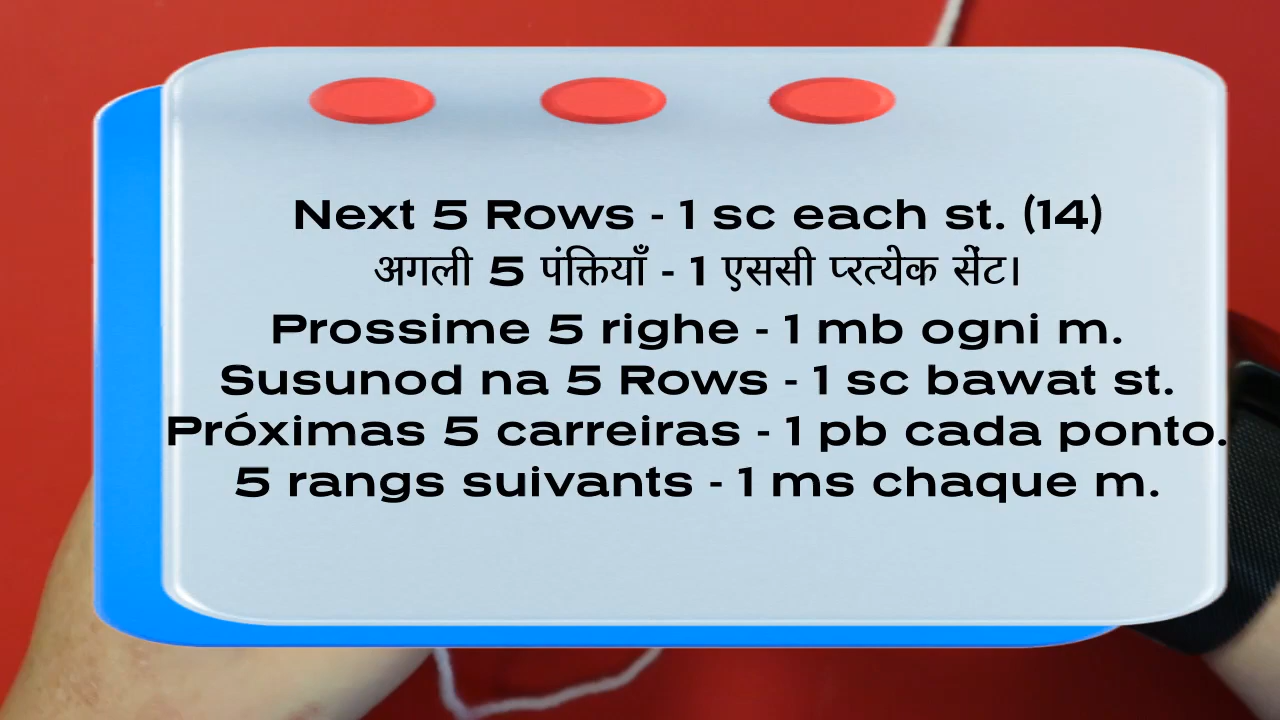 Next 5 Rows - 1 sc each st. (14)
अगली 5 पंक्तियाँ - 1 एससी प्रत्येक सेंट।
Prossime 5 righe - 1 mb ogni m.
Susunod na 5 Rows - 1 sc bawat st.
Próximas 5 carreiras - 1 pb cada ponto.
5 rangs suivants - 1 ms chaque m.